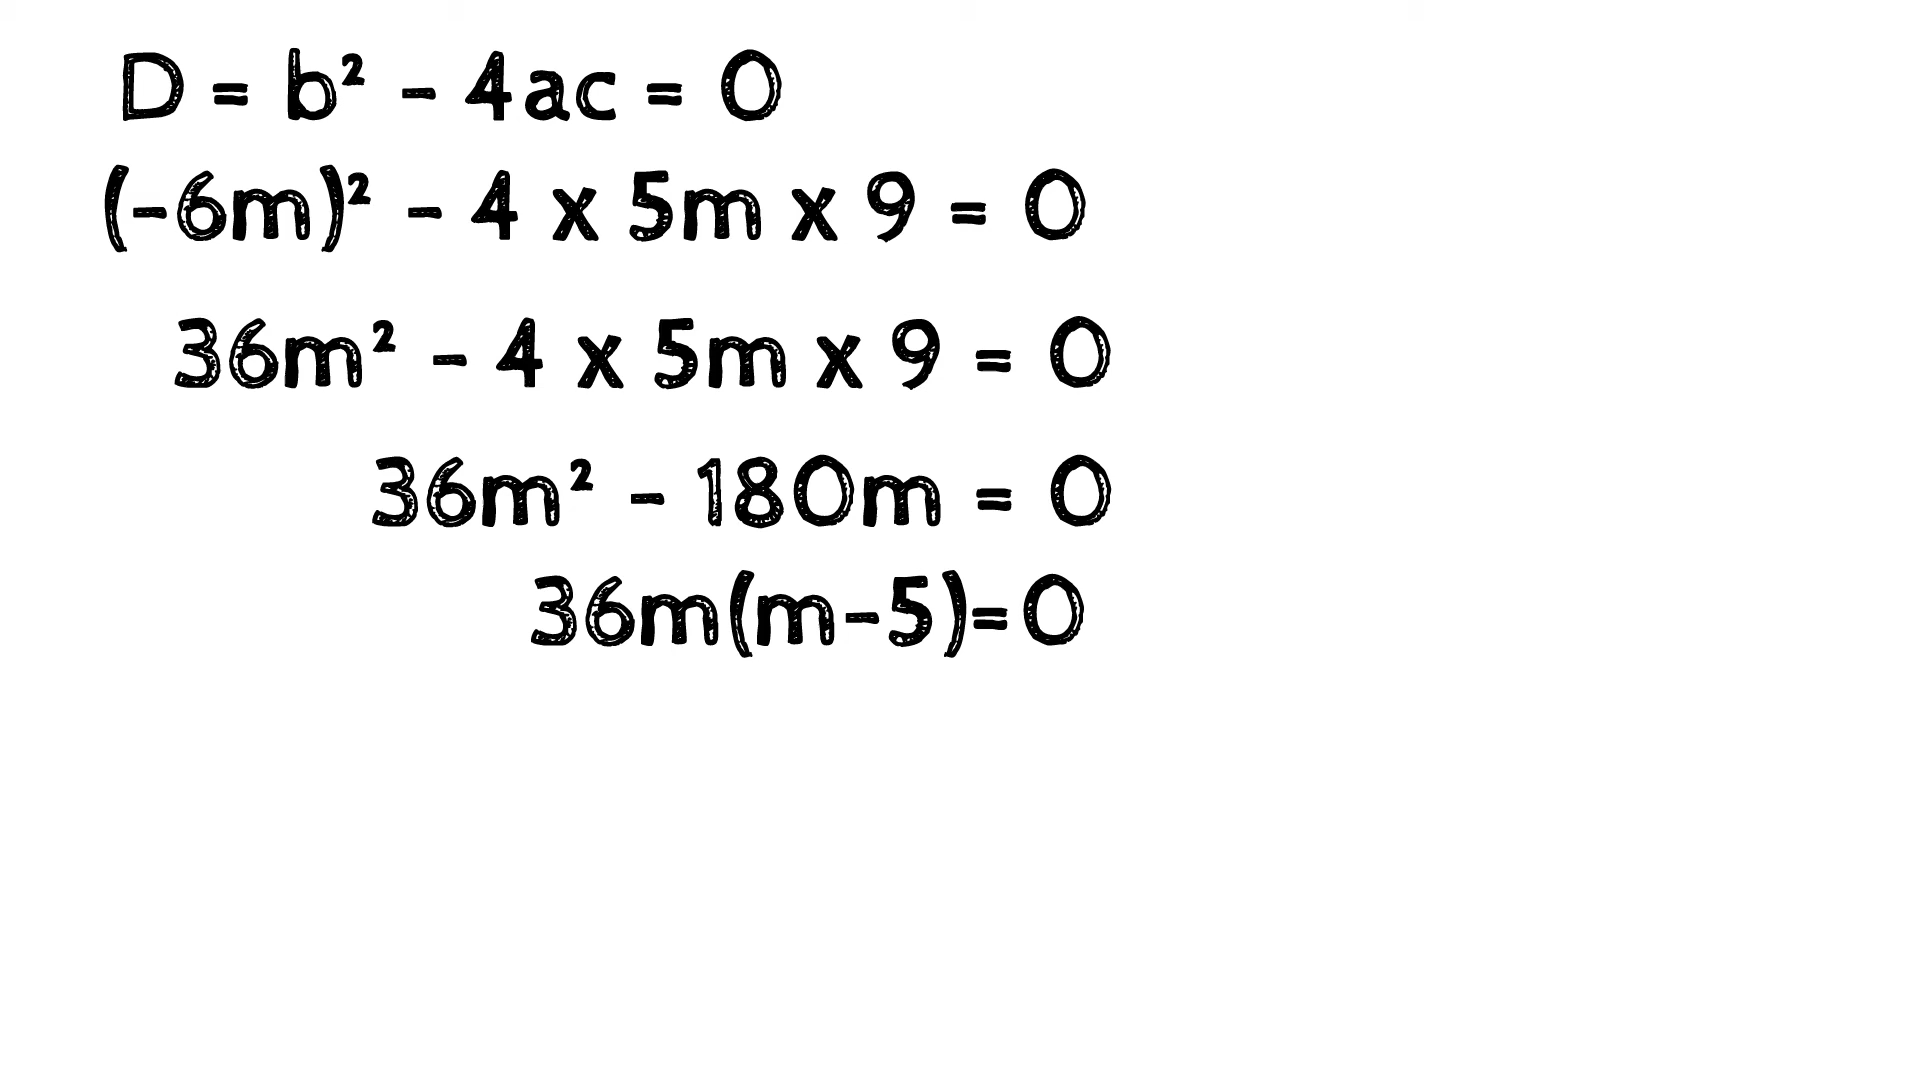 D = b² - 4ac = 0
(-6m)² - 4 x 5m x 9 = 0
36m² - 4 x 5m x 9 = 0
36m² - 180m = 0
36m(m-5)=0